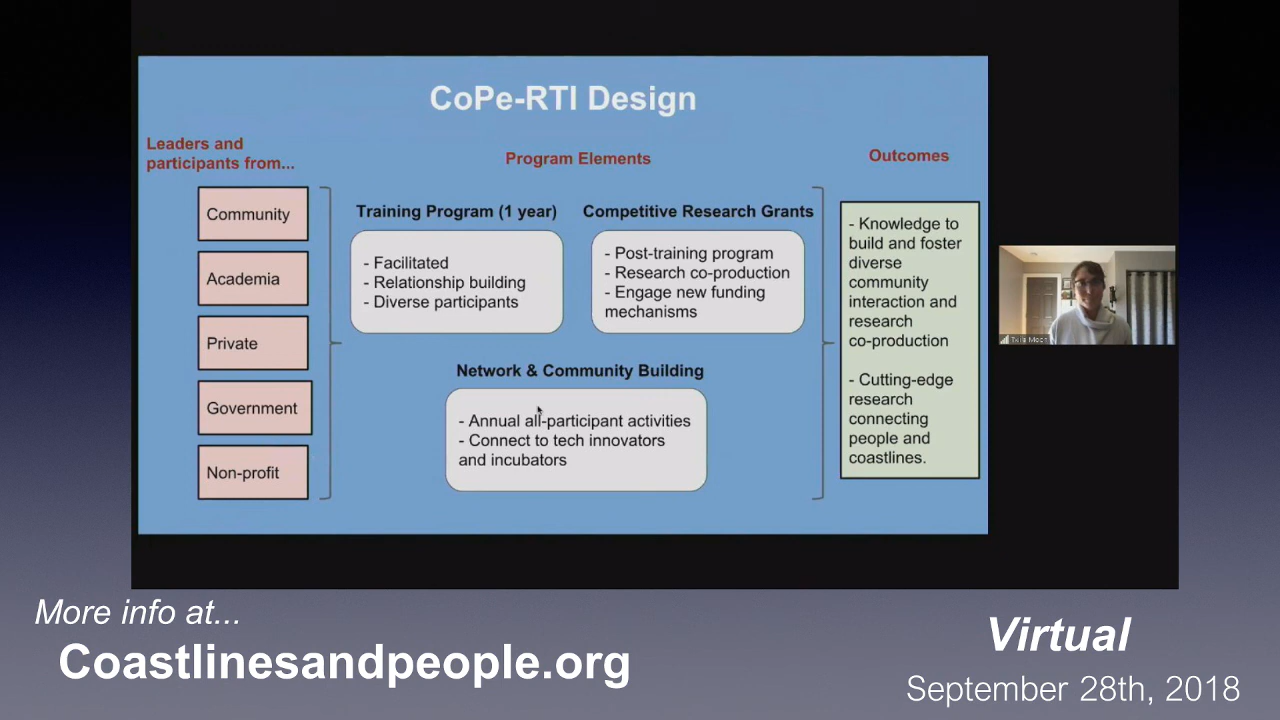 CoPe-RTI Design
Leaders and
participants from...
Program Elements
Outcomes
Community
Academia
Private
Government
Non-profit
Training Program (1 year)
- Facilitated
- Relationship building
- Diverse participants
Competitive Research Grants
- Post-training program
- Research co-production
- Engage new funding
mechanisms
Network & Community Building
- Annual all-participant activities
- Connect to tech innovators
and incubators
- Knowledge to
build and foster
diverse
community
interaction and
research
co-production
- Cutting-edge
research
connecting
people and
coastlines.
Twila Moon
More info at...
Coastlinesandpeople.org
Virtual
September 28th, 2018